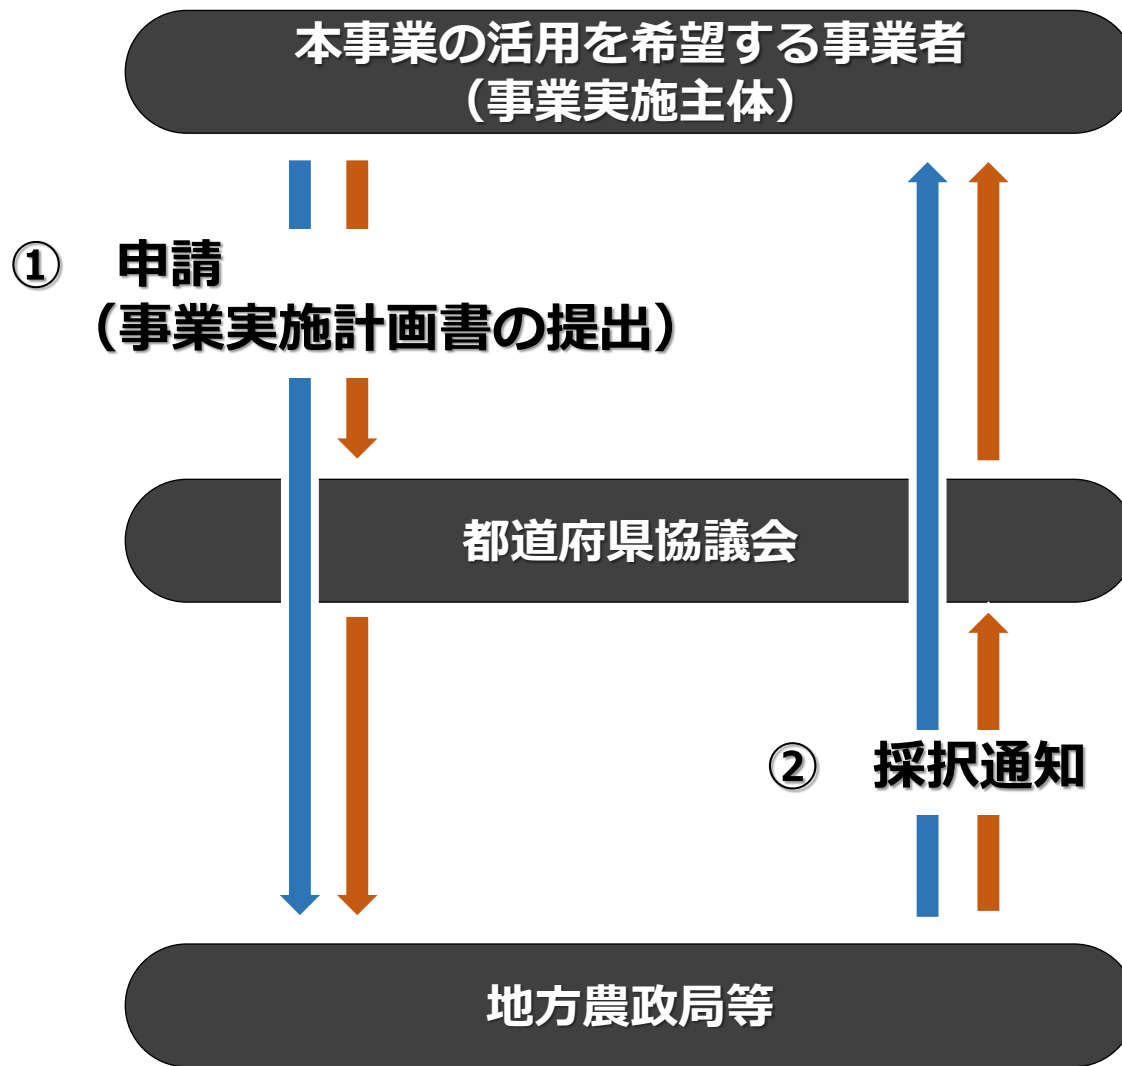 本事業の活用を希望する事業者
（事業実施主体）
①　申請
（事業実施計画書の提出）
都道府県協議会
②　採択通知
地方農政局等